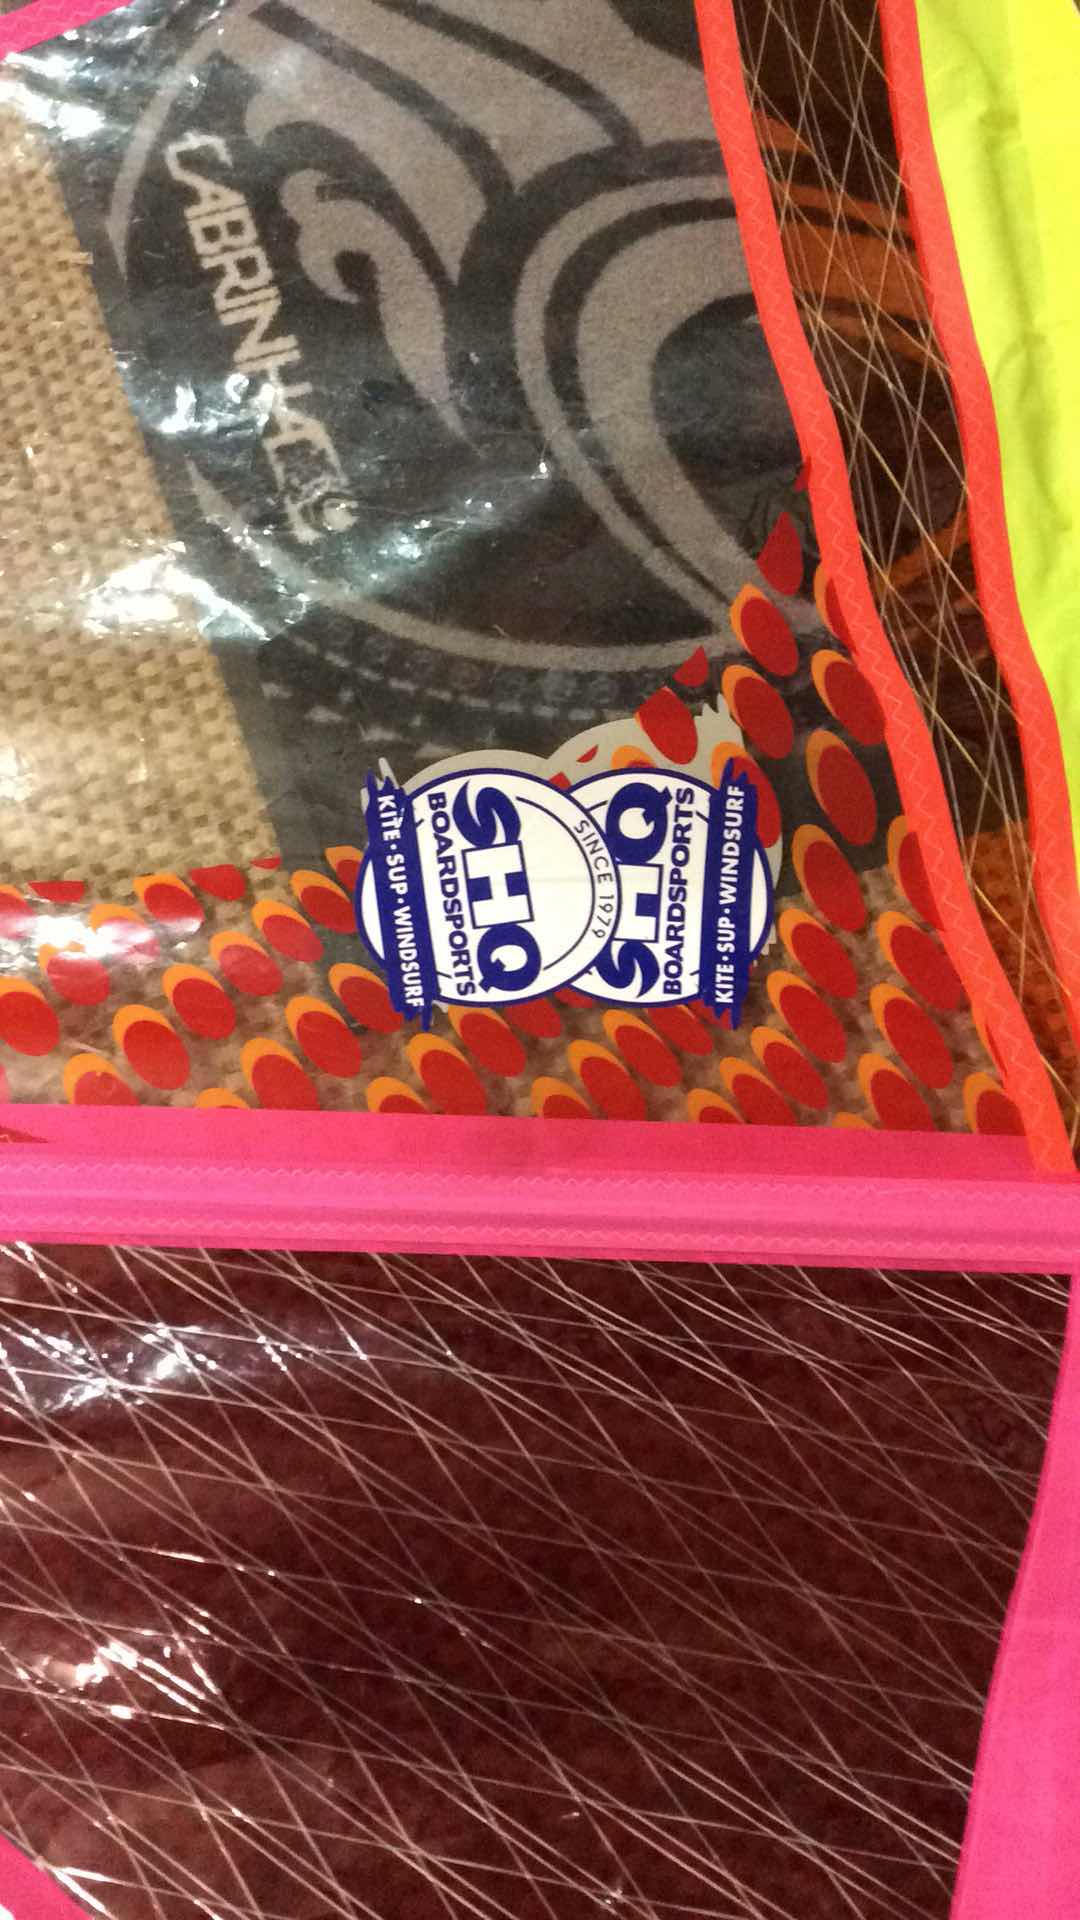 CABRINHA
SHQ
BOARDSPORTS
KITE·SUP·WINDSURF
SINCE 1979
SHQ
BOARDSPORTS
KITE·SUP·WINDSURF